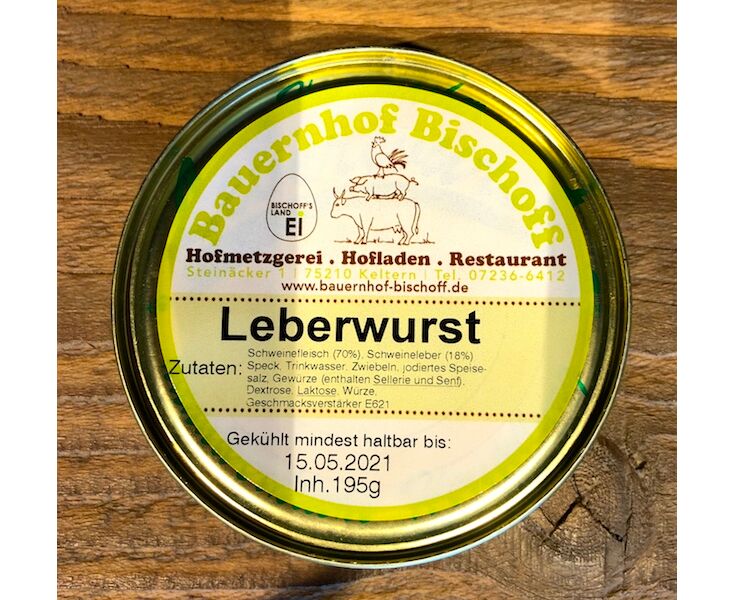 Bauernhof Bischoff
BISCHOFF'S
LAND
Ei
Hofmetzgerei . Hofladen . Restaurant
Steinäcker 1 | 75210 Keltern | Tel. 07236-6412
www.bauernhof-bischoff.de
Leberwurst
Zutaten:
Schweinefleisch (70%), Schweineleber (18%)
Speck, Trinkwasser, Zwiebeln, jodiertes Speise-
salz, Gewürze (enthalten Sellerie und Senf),
Dextrose, Laktose, Würze,
Geschmacksverstärker E621
Gekühlt mindest haltbar bis:
15.05.2021
Inh.195g